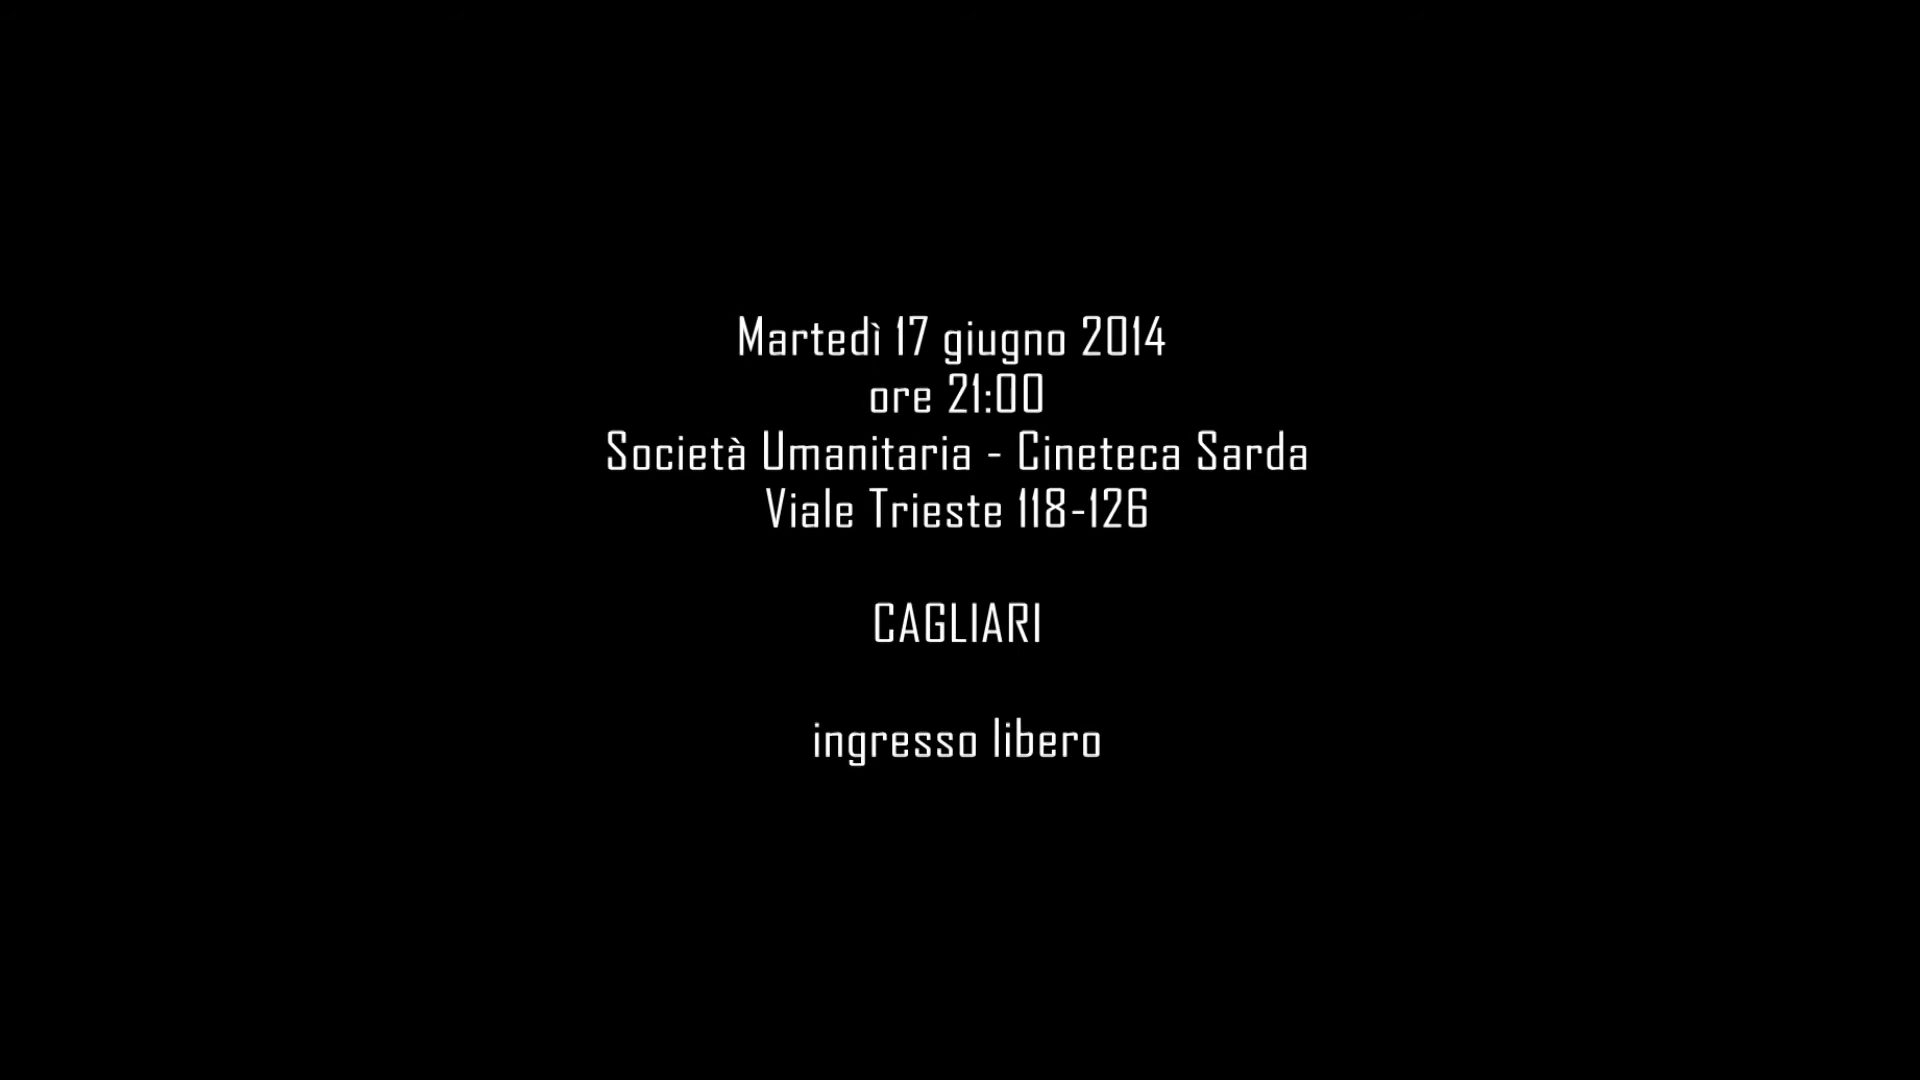 Martedì 17 giugno 2014
ore 21:00
Società Umanitaria - Cineteca Sarda
Viale Trieste 118-126
CAGLIARI
ingresso libero